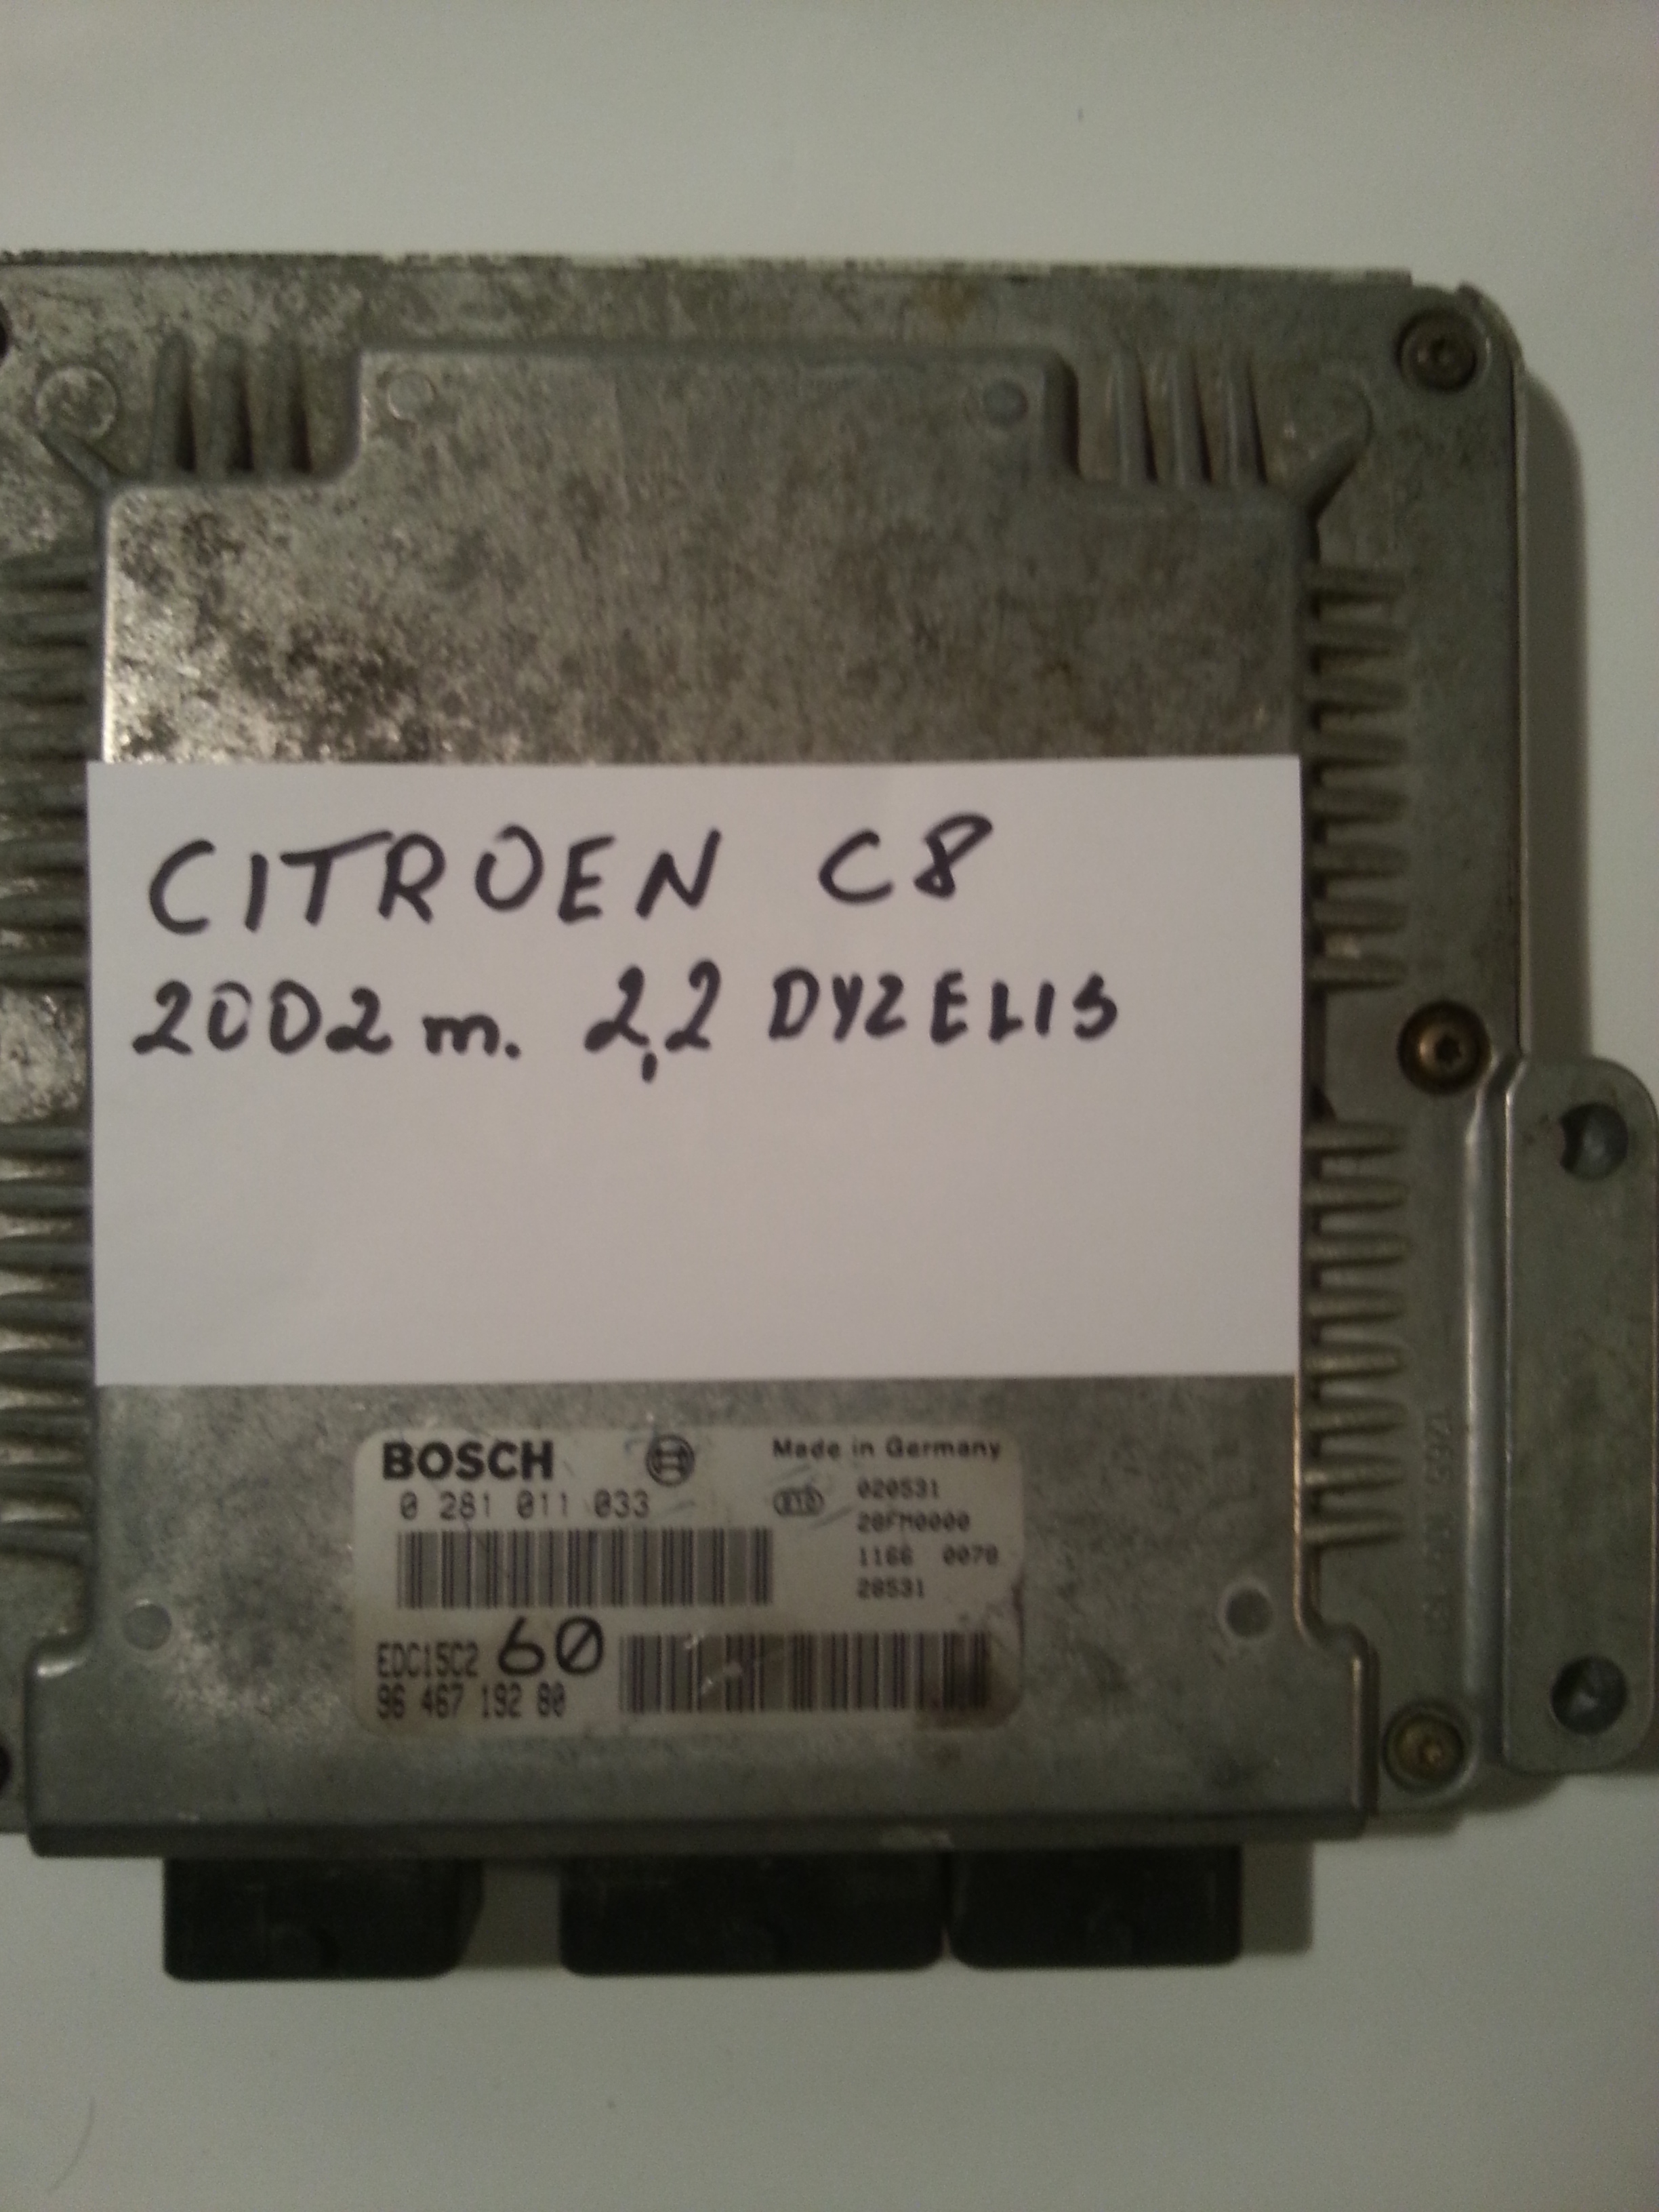 CITROEN C8
2002 m. 2,2 DYZELIS
BOSCH
Made in Germany
0 281 011 033
020531
28FM0000
1166 0070
28531
EDC15C2 60
96 467 192 80